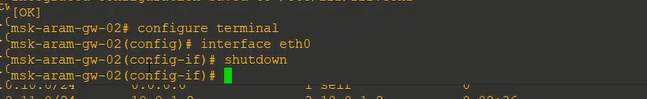 [OK]
msk-aram-gw-02# configure terminal
msk-aram-gw-02(config)# interface eth0
msk-aram-gw-02(config-if)# shutdown
msk-aram-gw-02(config-if)#